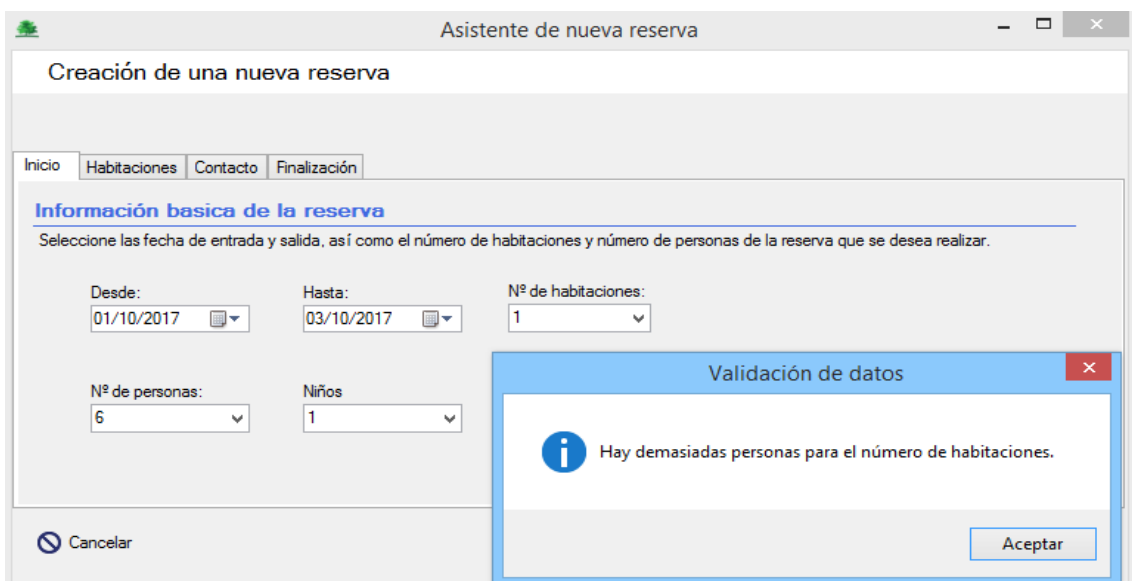 Asistente de nueva reserva
Creación de una nueva reserva
Inicio Habitaciones Contacto Finalización
Información basica de la reserva
Seleccione las fecha de entrada y salida, así como el número de habitaciones y número de personas de la reserva que se desea realizar.
Desde: Hasta: Nº de habitaciones:
01/10/2017 03/10/2017 1
Nº de personas: Niños
6 1
Validación de datos
Hay demasiadas personas para el número de habitaciones.
Aceptar
Cancelar